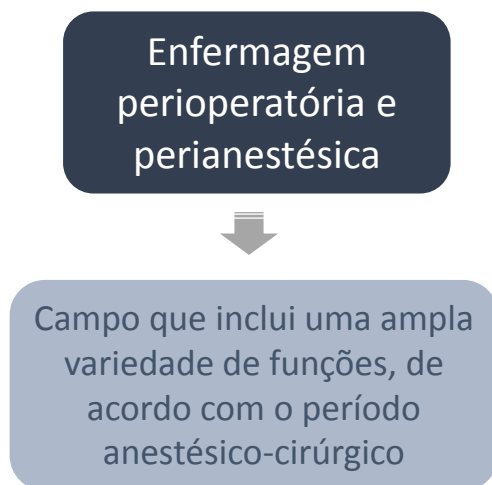 Enfermagem
perioperatória e
perianestésica
Campo que inclui uma ampla
variedade de funções, de
acordo com o período
anestésico-cirúrgico